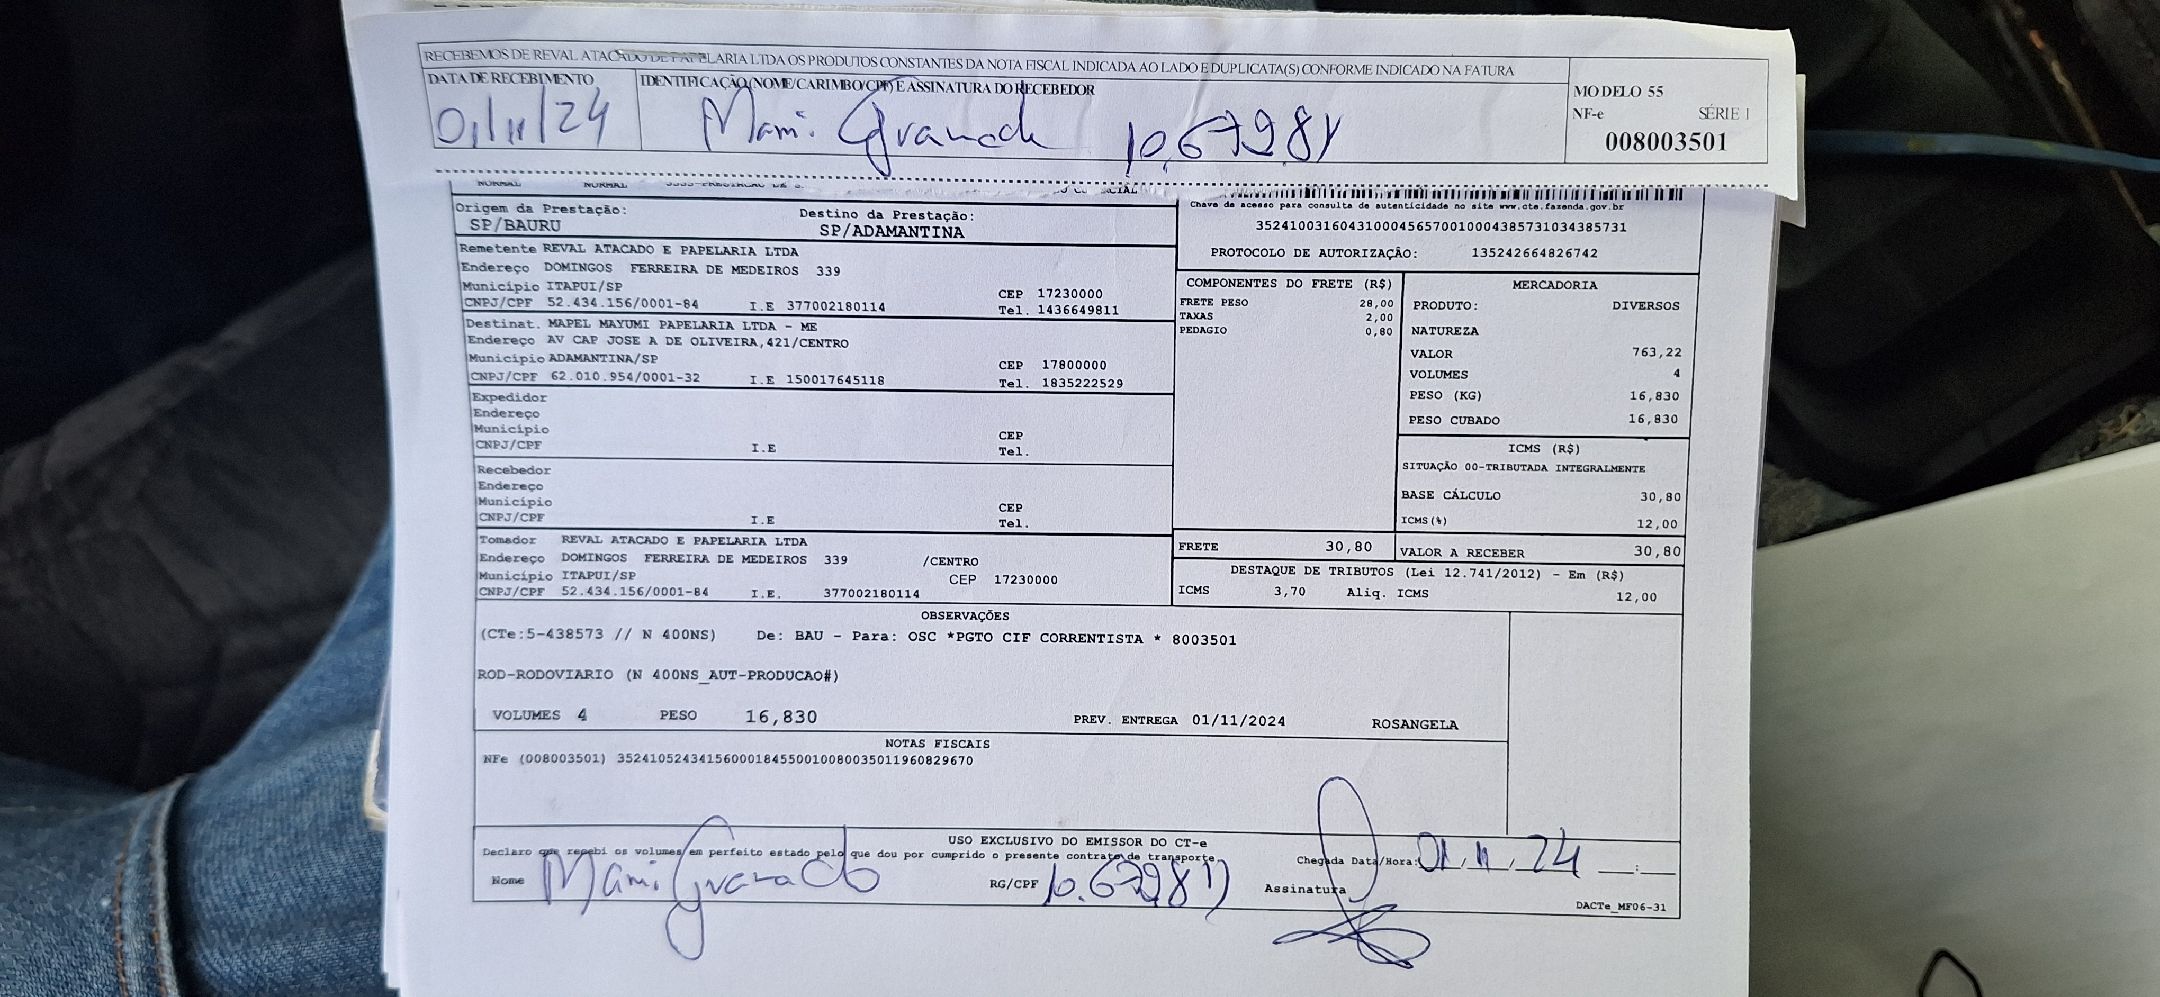 RECEBEMOS DE REVAL ATACADO DE PAPELARIA LTDA OS PRODUTOS CONSTANTES DA NOTA FISCAL INDICADA AO LADO E DUPLICATA(S) CONFORME INDICADO NA FATURA
DATA DE RECEBIMENTO IDENTIFICAÇÃO (NOME/CARIMBO/CPF) E ASSINATURA DO RECEBEDOR
MODELO 55
NF-e SÉRIE 1
008003501
01/11/24
NORMAL NORMAL
Origem da Prestação: Destino da Prestação:
SP/BAURU SP/ADAMANTINA
Chave de acesso para consulta de autenticidade no site www.cte.fazenda.gov.br
35241003160431000456570010004385731034385731
PROTOCOLO DE AUTORIZAÇÃO: 135242664826742
Remetente REVAL ATACADO E PAPELARIA LTDA
Endereço DOMINGOS FERREIRA DE MEDEIROS 339
Município ITAPUI/SP CEP 17230000
CNPJ/CPF 52.434.156/0001-84 I.E 377002180114 Tel. 1436649811
Destinat. MAPEL MAYUMI PAPELARIA LTDA - ME
Endereço AV CAP JOSE A DE OLIVEIRA,421/CENTRO
Município ADAMANTINA/SP CEP 17800000
CNPJ/CPF 62.010.954/0001-32 I.E 150017645118 Tel. 1835222529
Expedidor
Endereço
Município CEP
CNPJ/CPF I.E Tel.
Recebedor
Endereço
Município CEP
CNPJ/CPF I.E Tel.
Tomador REVAL ATACADO E PAPELARIA LTDA
Endereço DOMINGOS FERREIRA DE MEDEIROS 339 /CENTRO
Município ITAPUI/SP CEP 17230000
CNPJ/CPF 52.434.156/0001-84 I.E. 377002180114
COMPONENTES DO FRETE (R$)
FRETE PESO 28,00
TAXAS 2,00
PEDAGIO 0,80
FRETE 30,80
MERCADORIA
PRODUTO: DIVERSOS
NATUREZA
VALOR 763,22
VOLUMES 4
PESO (KG) 16,830
PESO CUBADO 16,830
ICMS (R$)
SITUAÇÃO 00-TRIBUTADA INTEGRALMENTE
BASE CÁLCULO 30,80
ICMS(%) 12,00
VALOR A RECEBER 30,80
DESTAQUE DE TRIBUTOS (Lei 12.741/2012) - Em (R$)
ICMS 3,70 Aliq. ICMS 12,00
OBSERVAÇÕES
(CTe:5-438573 // N 400NS) De: BAU - Para: OSC *PGTO CIF CORRENTISTA * 8003501
ROD-RODOVIARIO (N 400NS_AUT-PRODUCAO#)
VOLUMES 4 PESO 16,830 PREV. ENTREGA 01/11/2024 ROSANGELA
NOTAS FISCAIS
NFe (008003501) 35241052434156000184550010080035011960829670
USO EXCLUSIVO DO EMISSOR DO CT-e
Declaro que recebi os volumes em perfeito estado pelo que dou por cumprido o presente contrato de transporte.
Chegada Data/Hora: 01.11.24 __:__
Nome RG/CPF Assinatura
DACTe_MF06-31